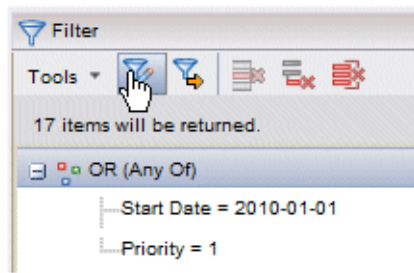 Filter
Tools
17 items will be returned.
OR (Any Of)
Start Date = 2010-01-01
Priority = 1